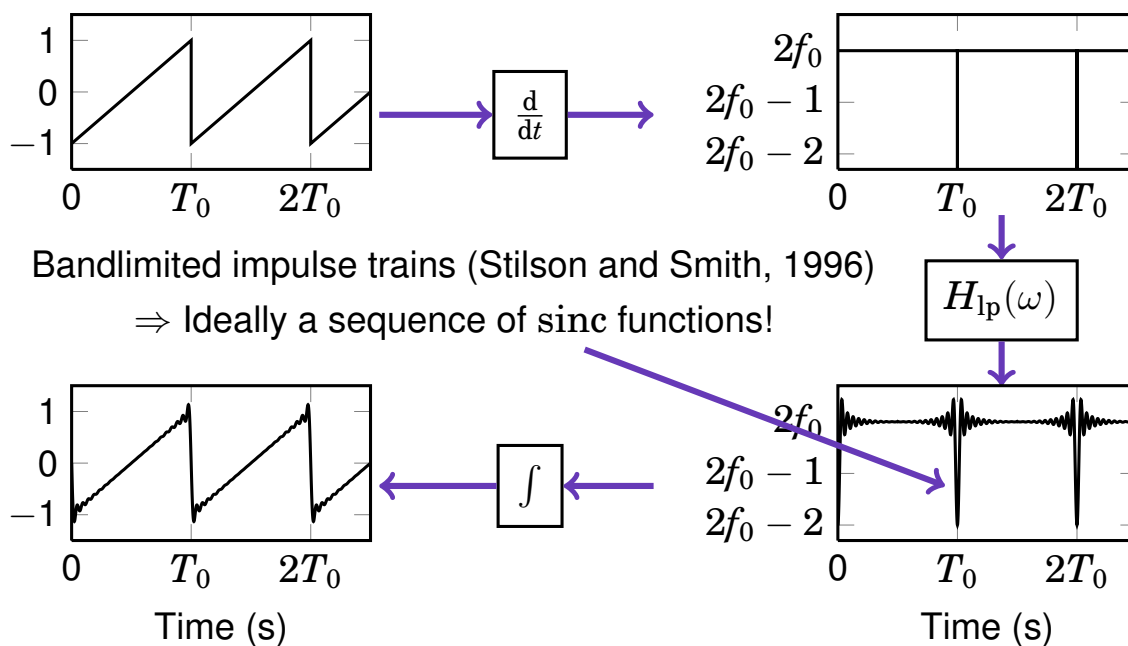 1
0
−1
0 T₀ 2T₀
d
dt
2f₀
2f₀ − 1
2f₀ − 2
0 T₀ 2T₀
Bandlimited impulse trains (Stilson and Smith, 1996)
⇒ Ideally a sequence of sinc functions!
H_lp(ω)
1
0
−1
0 T₀ 2T₀
Time (s)
∫
2f₀
2f₀ − 1
2f₀ − 2
0 T₀ 2T₀
Time (s)